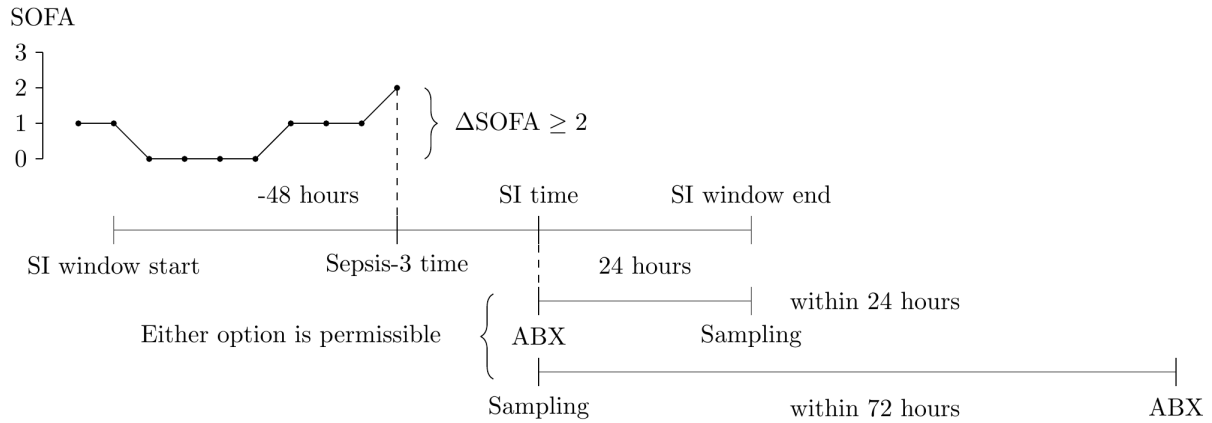 SOFA
3
2
1
0
ΔSOFA ≥ 2
-48 hours
SI time
SI window end
SI window start
Sepsis-3 time
24 hours
within 24 hours
Either option is permissible
ABX
Sampling
Sampling
within 72 hours
ABX